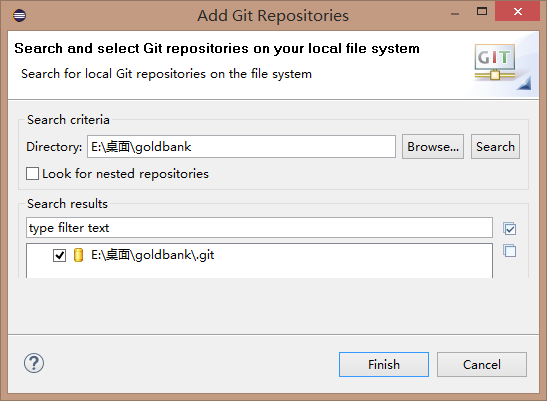 Add Git Repositories
Search and select Git repositories on your local file system
Search for local Git repositories on the file system
GIT
Search criteria
Directory: E:\桌面\goldbank Browse... Search
Look for nested repositories
Search results
type filter text
E:\桌面\goldbank\.git
? Finish Cancel